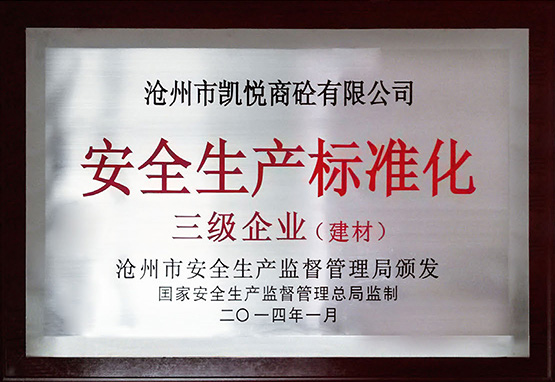 沧州市凯悦商砼有限公司
安全生产标准化
三级企业（建材）
沧州市安全生产监督管理局颁发
国家安全生产监督管理总局监制
二〇一四年一月